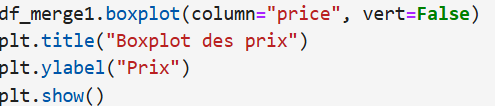 df_merge1.boxplot(column="price", vert=False)
plt.title("Boxplot des prix")
plt.ylabel("Prix")
plt.show()